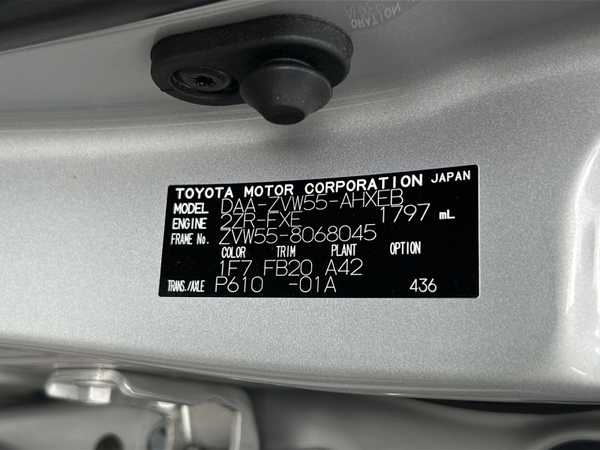 TOYOTA MOTOR CORPORATION JAPAN
MODEL DAA-ZVW55-AHXEB
ENGINE 2ZR-FXE 1797 mL
FRAME No. ZVW55-8068045
COLOR TRIM PLANT OPTION
1F7 FB20 A42
TRANS./AXLE P610 -01A 436